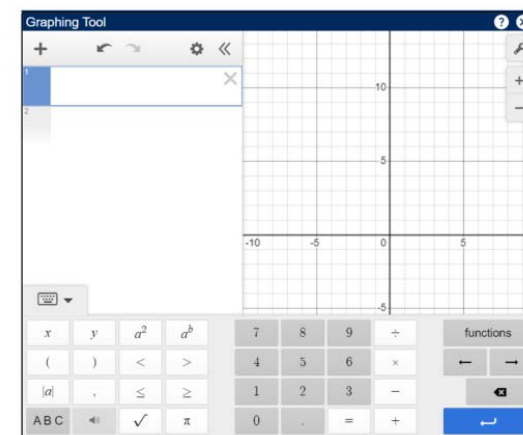 Graphing Tool ?
+ «
1 ×
2
10
5
-10 -5 0 5
-5
+
−
x y a² aᵇ 7 8 9 ÷ functions
( ) < > 4 5 6 × ← →
|a| , ≤ ≥ 1 2 3 −
A B C √ π 0 . = +